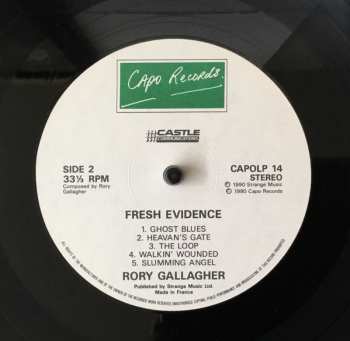 Capo Records.
CASTLE
COMMUNICATIONS
SIDE 2
33⅓ RPM
Composed by Rory
Gallagher
CAPOLP 14
STEREO
℗ 1990 Strange Music
© 1990 Capo Records
FRESH EVIDENCE
1. GHOST BLUES
2. HEAVAN'S GATE
3. THE LOOP
4. WALKIN' WOUNDED
5. SLUMMING ANGEL
RORY GALLAGHER
Published by Strange Music Ltd.
Made in France